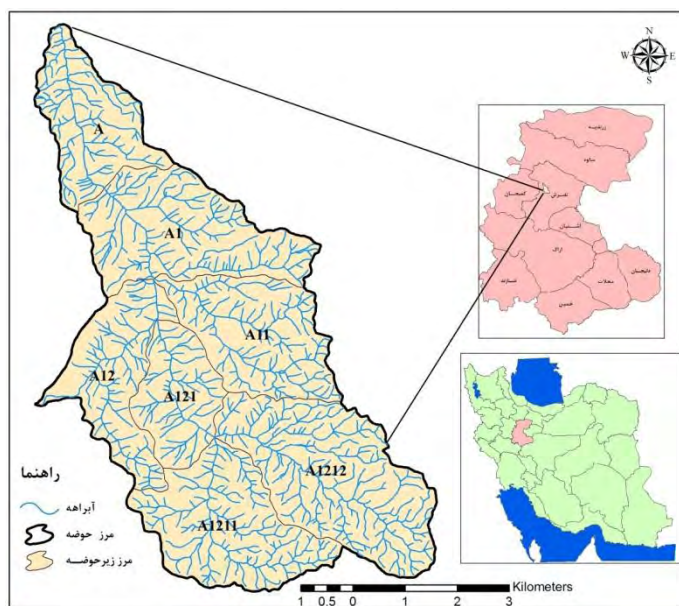 N
W E
S
A
A1
A11
A12
A121
A1212
A1211
راهنما
آبراهه
مرز حوضه
مرز زیرحوضه
زرندیه
ساوه
تفرش
کمیجان
آشتیان
اراک
دلیجان
محلات
شازند
خمین
Kilometers
1 0.5 0 1 2 3